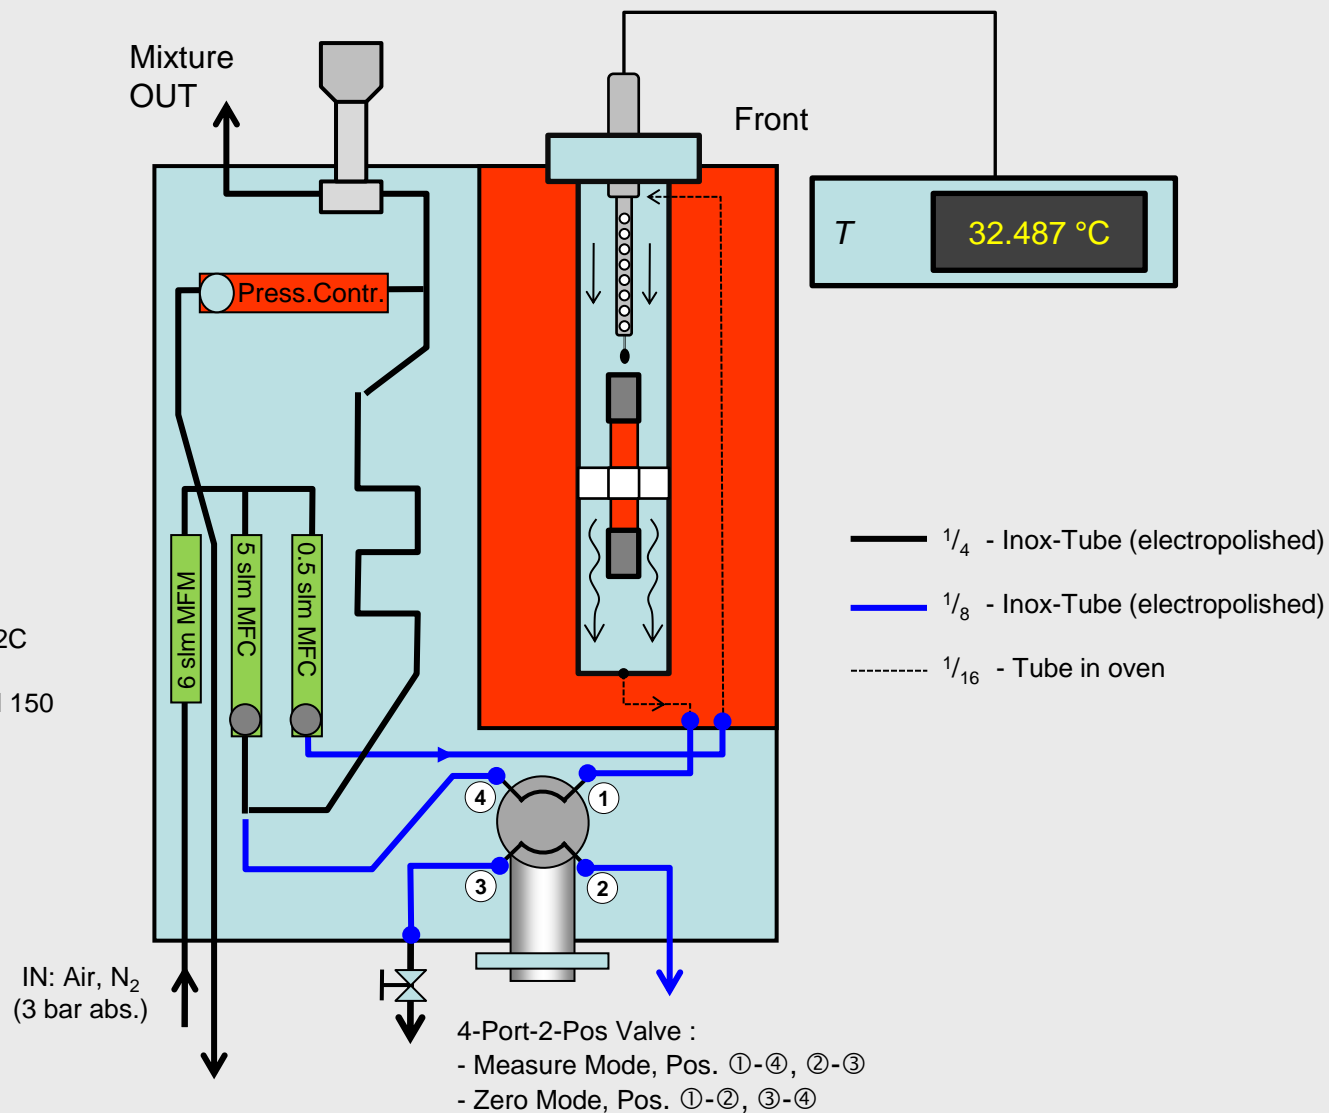 Mixture
OUT
Front
T
32.487 °C
Press.Contr.
6 slm MFM
5 slm MFC
0.5 slm MFC
1/4 - Inox-Tube (electropolished)
1/8 - Inox-Tube (electropolished)
1/16 - Tube in oven
2C
150
4
1
3
2
IN: Air, N₂
(3 bar abs.)
4-Port-2-Pos Valve :
- Measure Mode, Pos. ①-④, ②-③
- Zero Mode, Pos. ①-②, ③-④